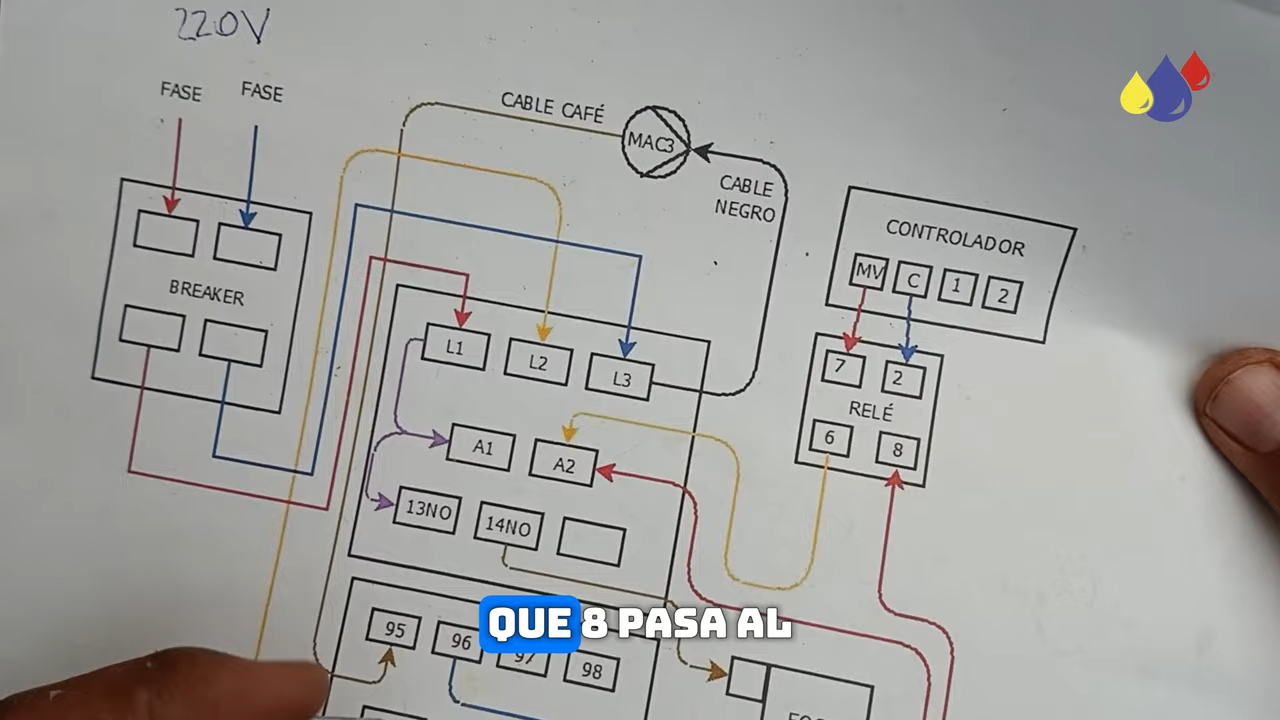 220V
FASE
FASE
CABLE CAFÉ
MAC3
CABLE
NEGRO
CONTROLADOR
MV
C
1
2
BREAKER
L1
L2
L3
7
2
RELÉ
6
8
A1
A2
13NO
14NO
95
96
97
98
QUE 8 PASA AL